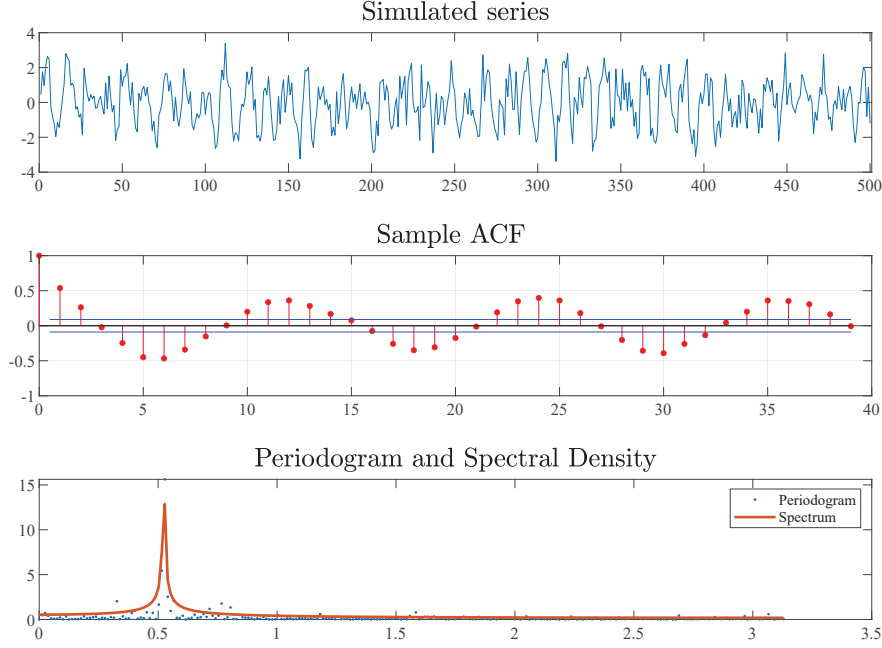 Simulated series
4
2
0
-2
-4
0 50 100 150 200 250 300 350 400 450 500
Sample ACF
1
0.5
0
-0.5
-1
0 5 10 15 20 25 30 35 40
Periodogram and Spectral Density
15
10
5
0
0 0.5 1 1.5 2 2.5 3 3.5
Periodogram
Spectrum